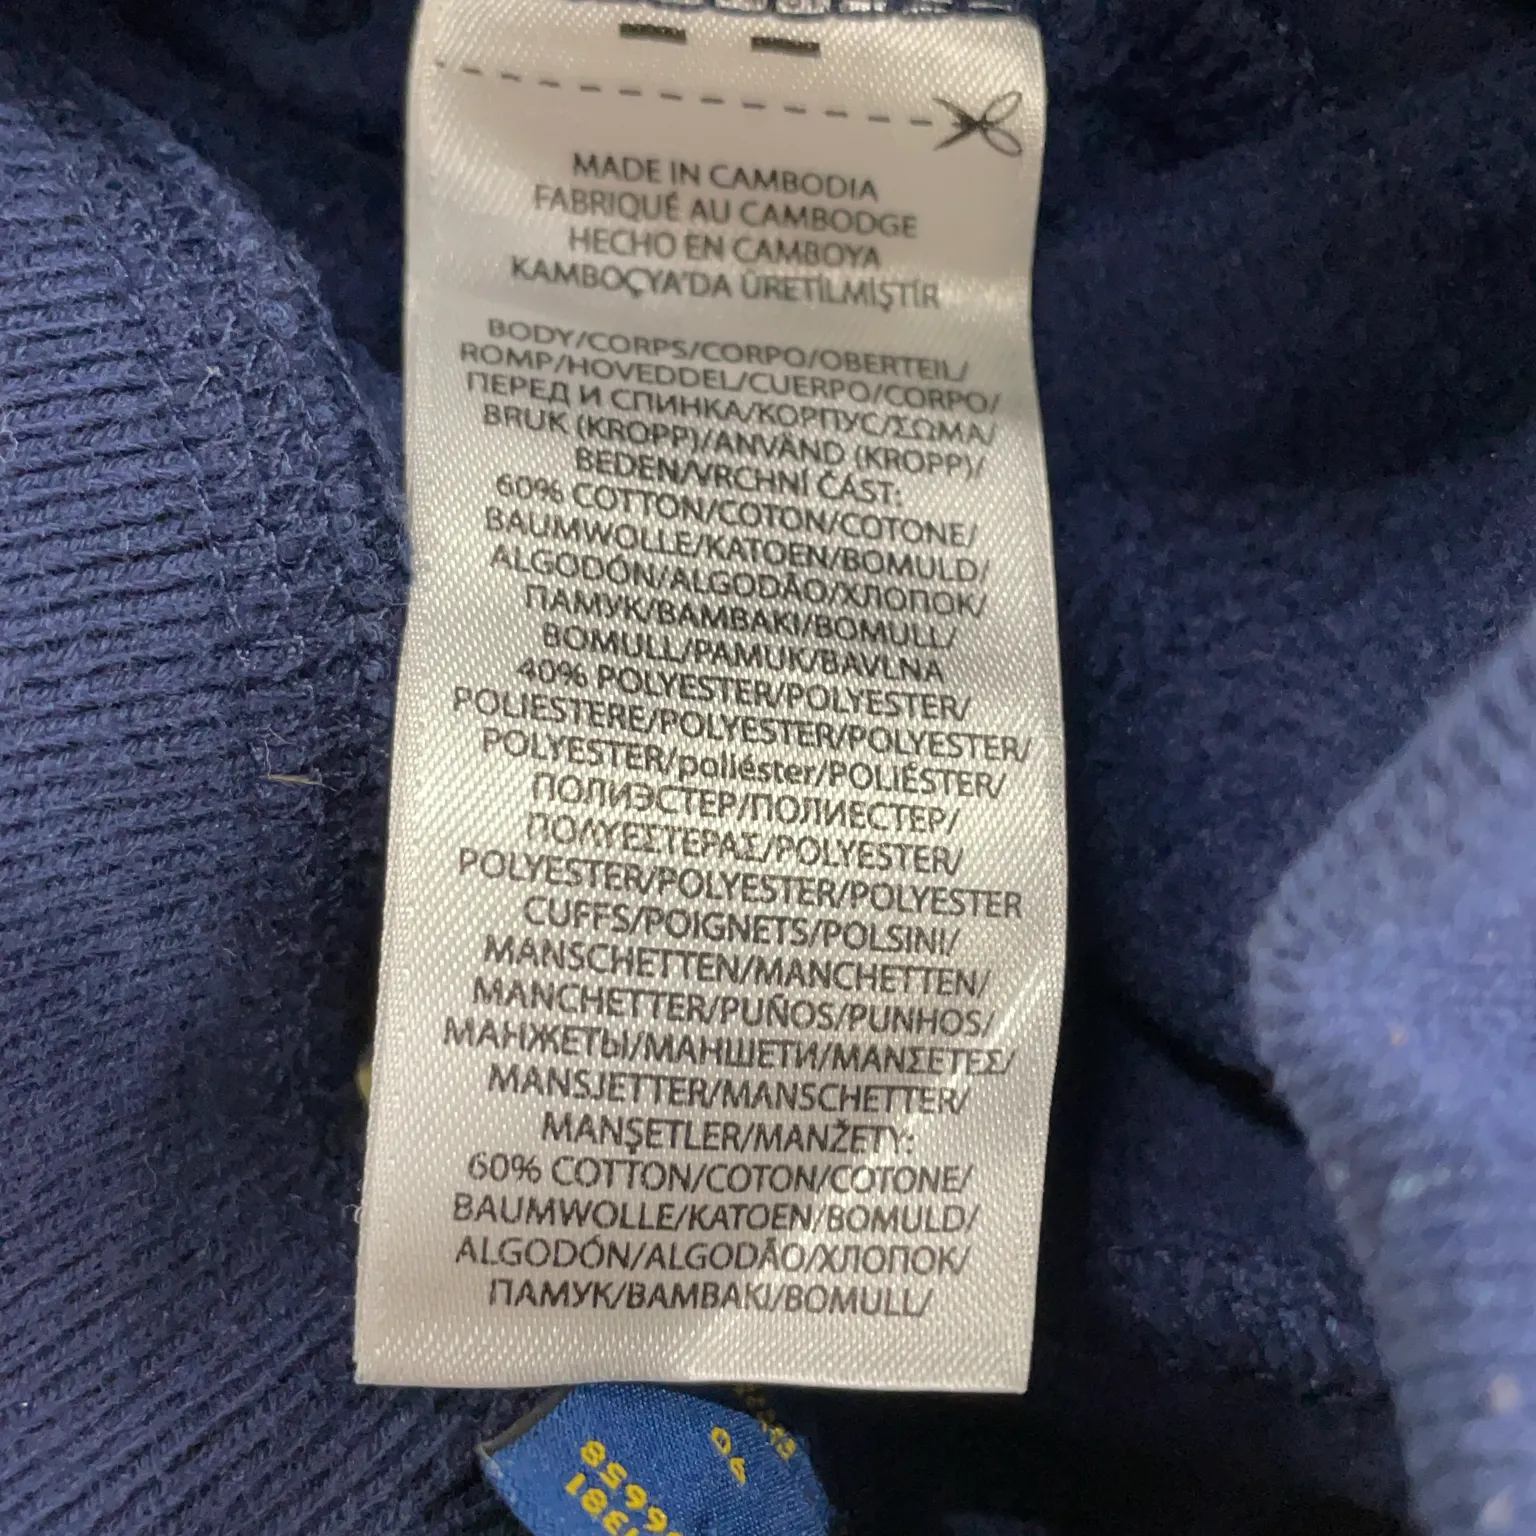 MADE IN CAMBODIA
FABRIQUÉ AU CAMBODGE
HECHO EN CAMBOYA
KAMBOÇYA'DA ÜRETİLMİŞTİR
BODY/CORPS/CORPO/OBERTEIL/
ROMP/HOVEDDEL/CUERPO/CORPO/
ПЕРЕД И СПИНКА/КОРПУС/ΣΩΜΑ/
BRUK (KROPP)/ANVÄND (KROPP)/
BEDEN/VRCHNÍ ČÁST:
60% COTTON/COTON/COTONE/
BAUMWOLLE/KATOEN/BOMULD/
ALGODÓN/ALGODÃO/ХЛОПОК/
ПАМУК/ΒΑΜΒΑΚΙ/BOMULL/
BOMULL/PAMUK/BAVLNA
40% POLYESTER/POLYESTER/
POLIESTERE/POLYESTER/POLYESTER/
POLYESTER/poliéster/POLIÉSTER/
ПОЛИЭСТЕР/ПОЛИЕСТЕР/
ΠΟΛΥΕΣΤΕΡΑΣ/POLYESTER/
POLYESTER/POLYESTER/POLYESTER
CUFFS/POIGNETS/POLSINI/
MANSCHETTEN/MANCHETTEN/
MANCHETTER/PUÑOS/PUNHOS/
МАНЖЕТЫ/МАНШЕТИ/ΜΑΝΣΕΤΕΣ/
MANSJETTER/MANSCHETTER/
MANŞETLER/MANŽETY:
60% COTTON/COTON/COTONE/
BAUMWOLLE/KATOEN/BOMULD/
ALGODÓN/ALGODÃO/ХЛОПОК/
ПАМУК/ΒΑΜΒΑΚΙ/BOMULL/